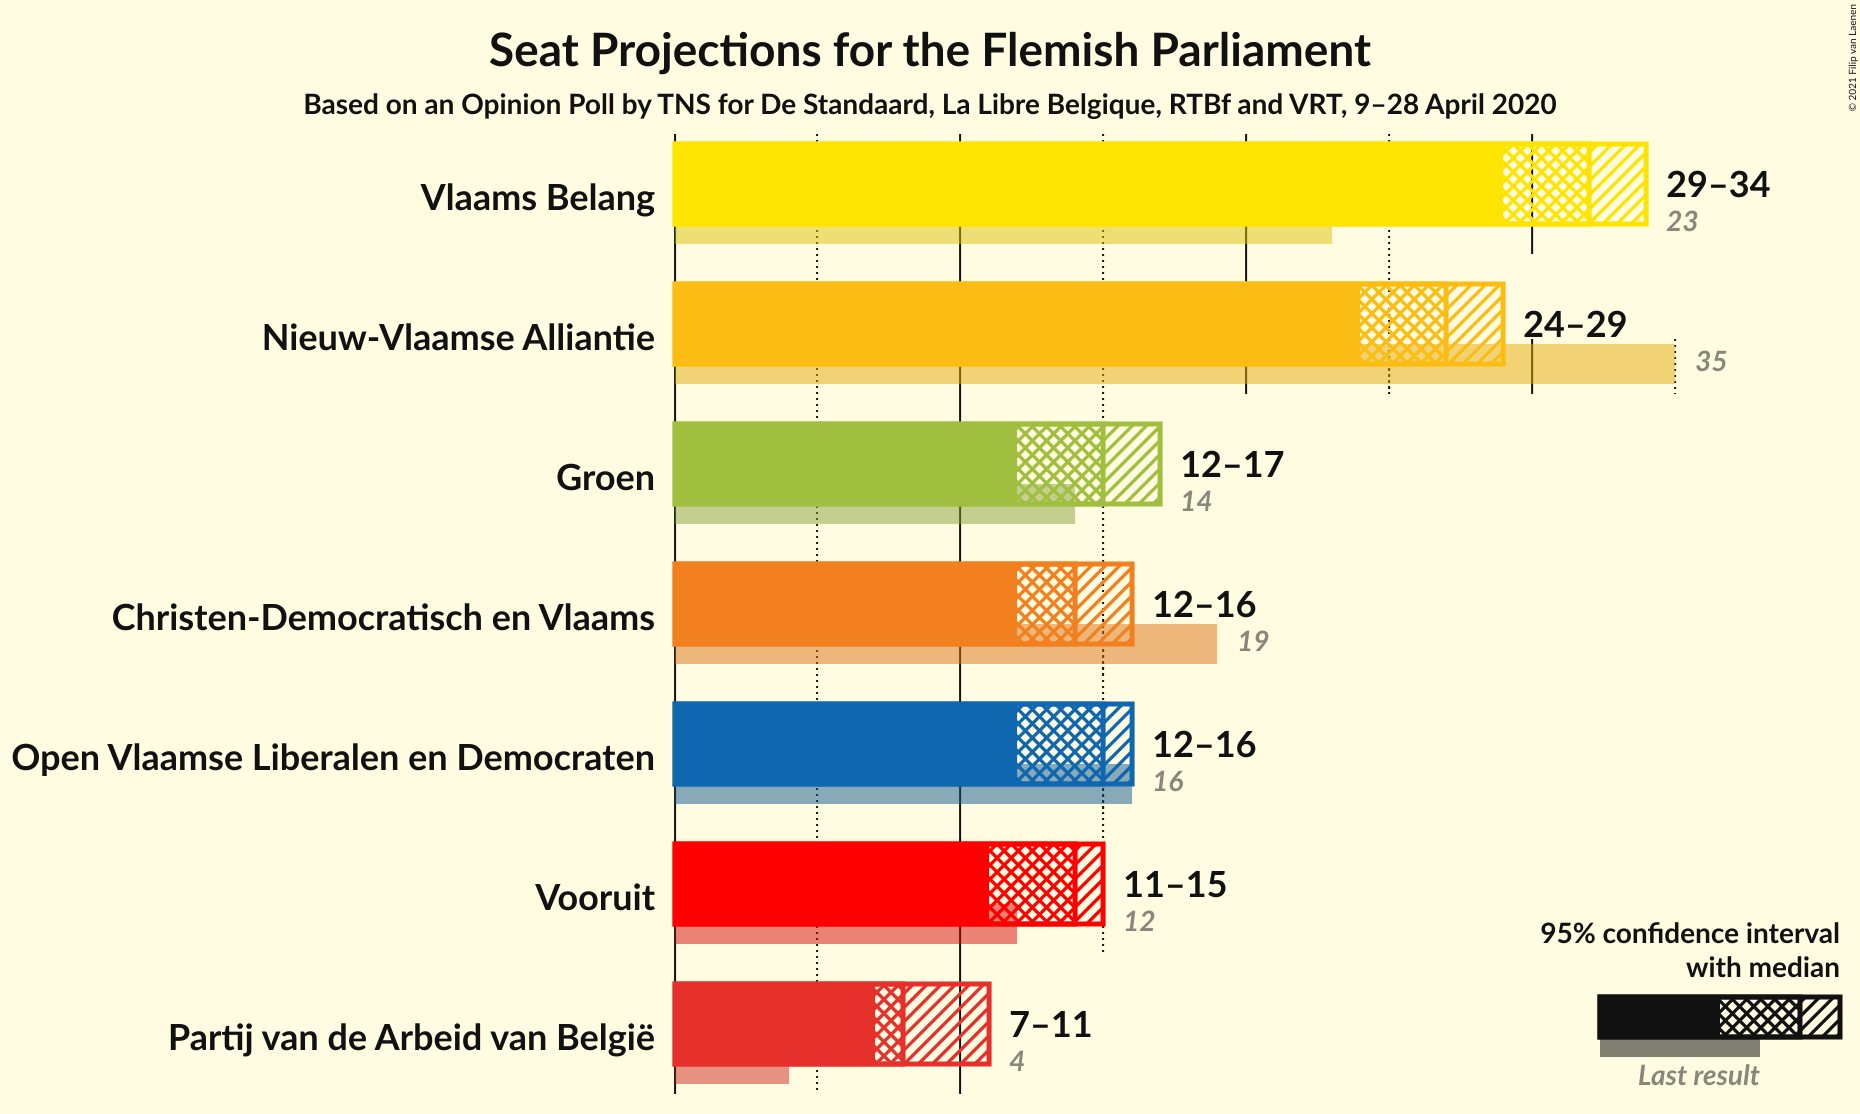 Seat Projections for the Flemish Parliament
Based on an Opinion Poll by TNS for De Standaard, La Libre Belgique, RTBf and VRT, 9–28 April 2020
© 2021 Filip van Laenen
Vlaams Belang
29–34
23
Nieuw-Vlaamse Alliantie
24–29
35
Groen
12–17
14
Christen-Democratisch en Vlaams
12–16
19
Open Vlaamse Liberalen en Democraten
12–16
16
Vooruit
11–15
12
Partij van de Arbeid van België
7–11
4
95% confidence interval
with median
Last result